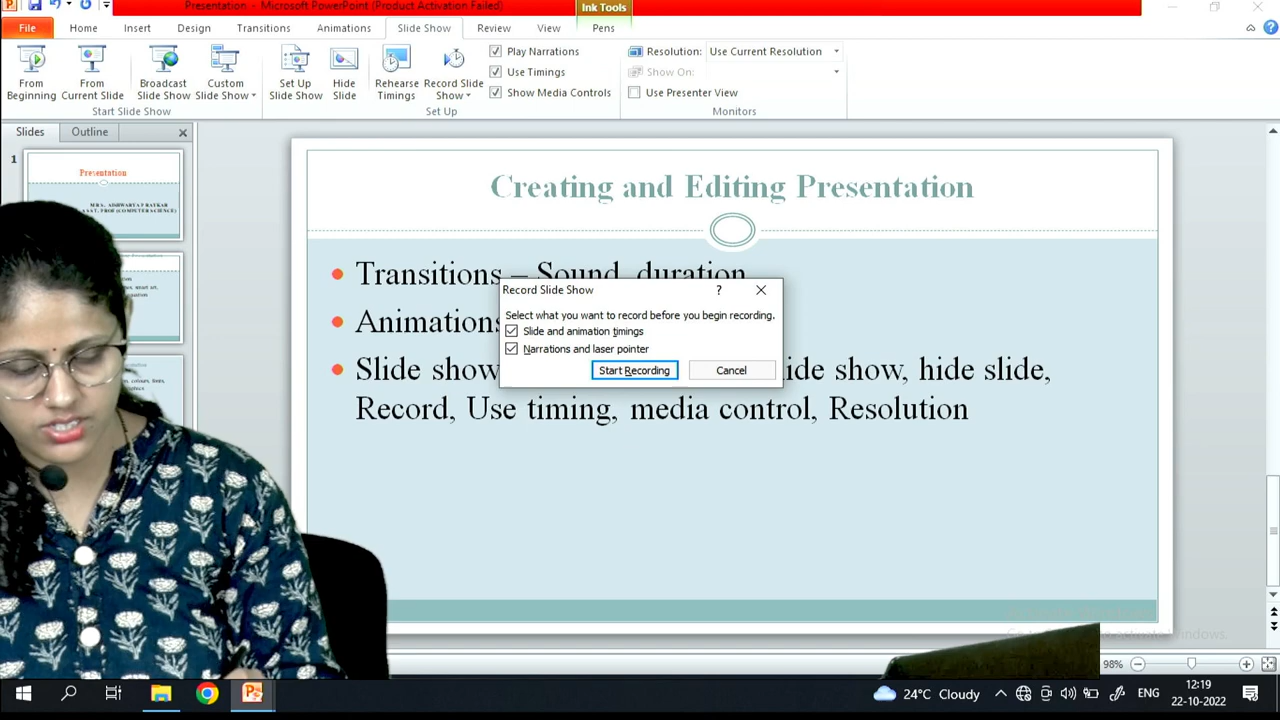 Presentation - Microsoft PowerPoint (Product Activation Failed)
Ink Tools
File Home Insert Design Transitions Animations Slide Show Review View Pens
From Beginning
From Current Slide
Broadcast Slide Show
Custom Slide Show
Set Up Slide Show
Hide Slide
Rehearse Timings
Record Slide Show
Play Narrations
Use Timings
Show Media Controls
Resolution: Use Current Resolution
Show On:
Use Presenter View
Start Slide Show
Set Up
Monitors
Slides Outline
1
Presentation
Creating and Editing Presentation
Transitions – Sound, duration
Animations
Slide show
ide show, hide slide,
Record, Use timing, media control, Resolution
Record Slide Show ?
Select what you want to record before you begin recording.
Slide and animation timings
Narrations and laser pointer
Start Recording Cancel
98%
24°C Cloudy
ENG
12:19
22-10-2022